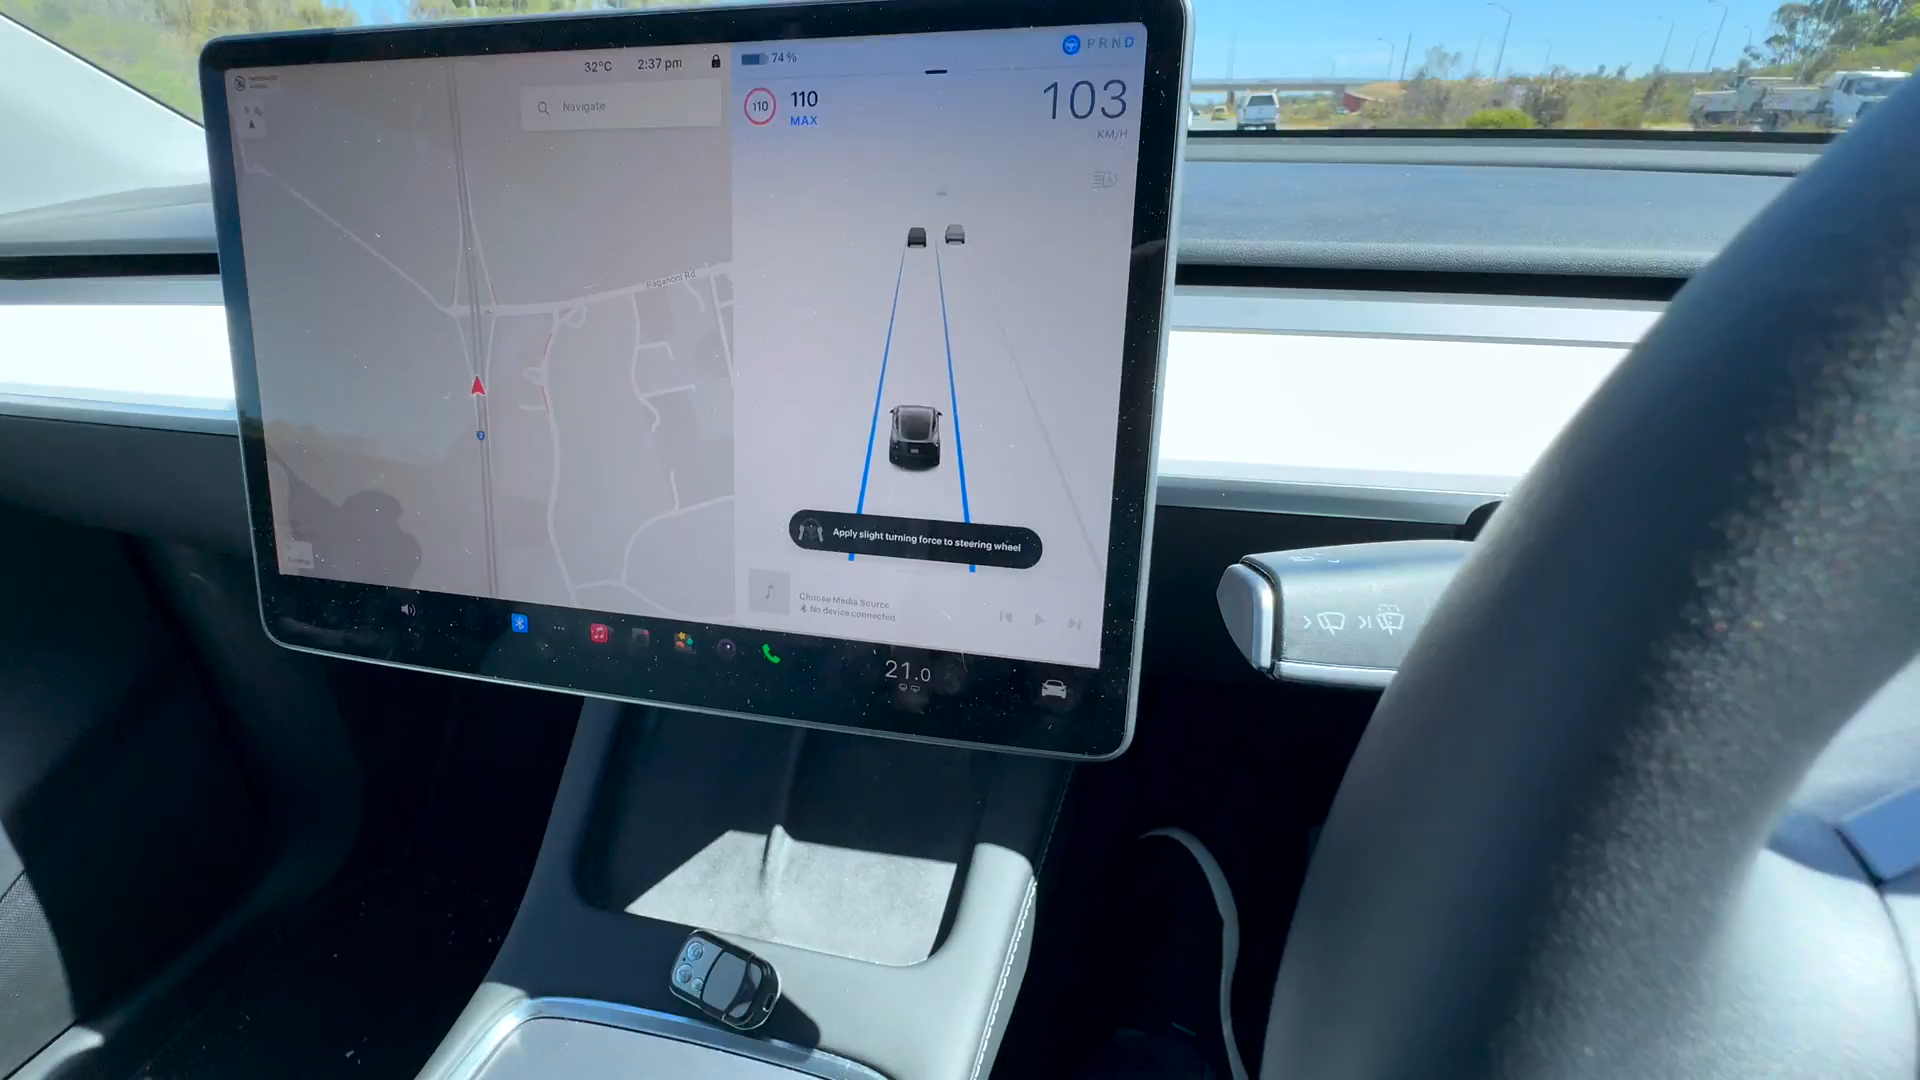 32°C
2:37 pm
Navigate
Paganoni Rd
74 %
P R N D
110
110
MAX
103
KM/H
Apply slight turning force to steering wheel
Choose Media Source
No device connected
21.0